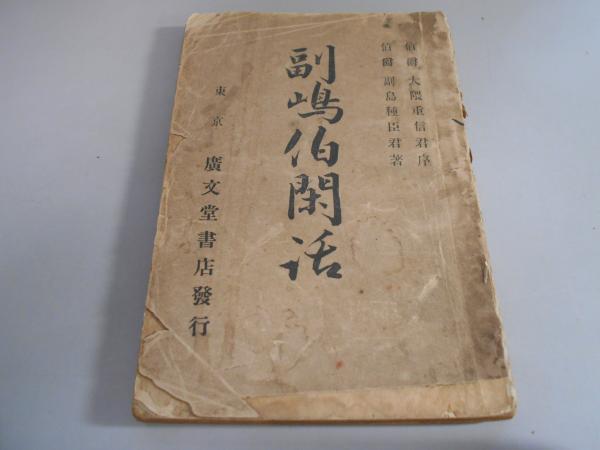 伯爵 大隈重信君序
伯爵 副島種臣君著
副嶋伯閑話
東京 廣文堂書店發行